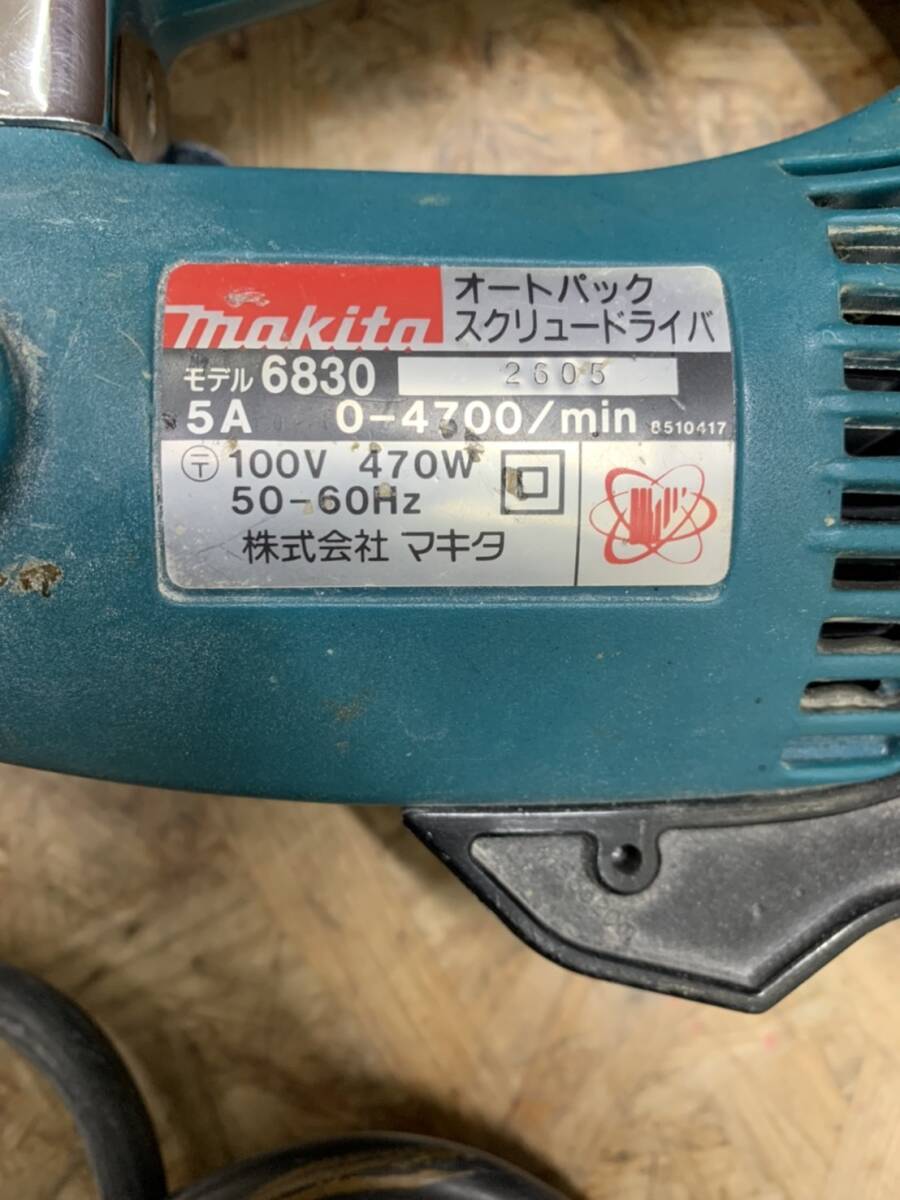 makita
オートパック
スクリュードライバ
モデル 6830 2605
5A 0-4700/min 8510417
〒 100V 470W
50-60Hz
株式会社 マキタ